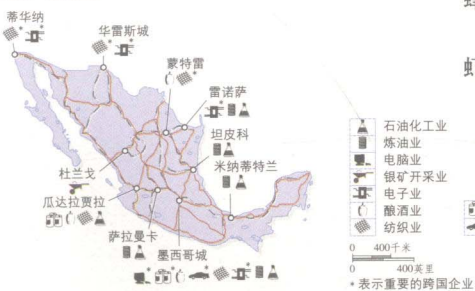 蒂华纳
华雷斯城
蒙特雷
雷诺萨
坦皮科
米纳蒂特兰
杜兰戈
瓜达拉贾拉
萨拉曼卡
墨西哥城
石油化工业
炼油业
电脑业
银矿开采业
电子业
酿酒业
纺织业
0 400千米
0 400英里
*表示重要的跨国企业